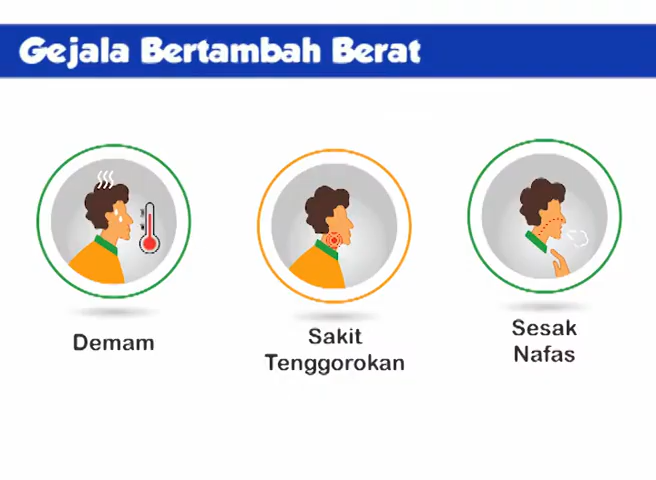 Gejala Bertambah Berat
Demam
Sakit
Tenggorokan
Sesak
Nafas